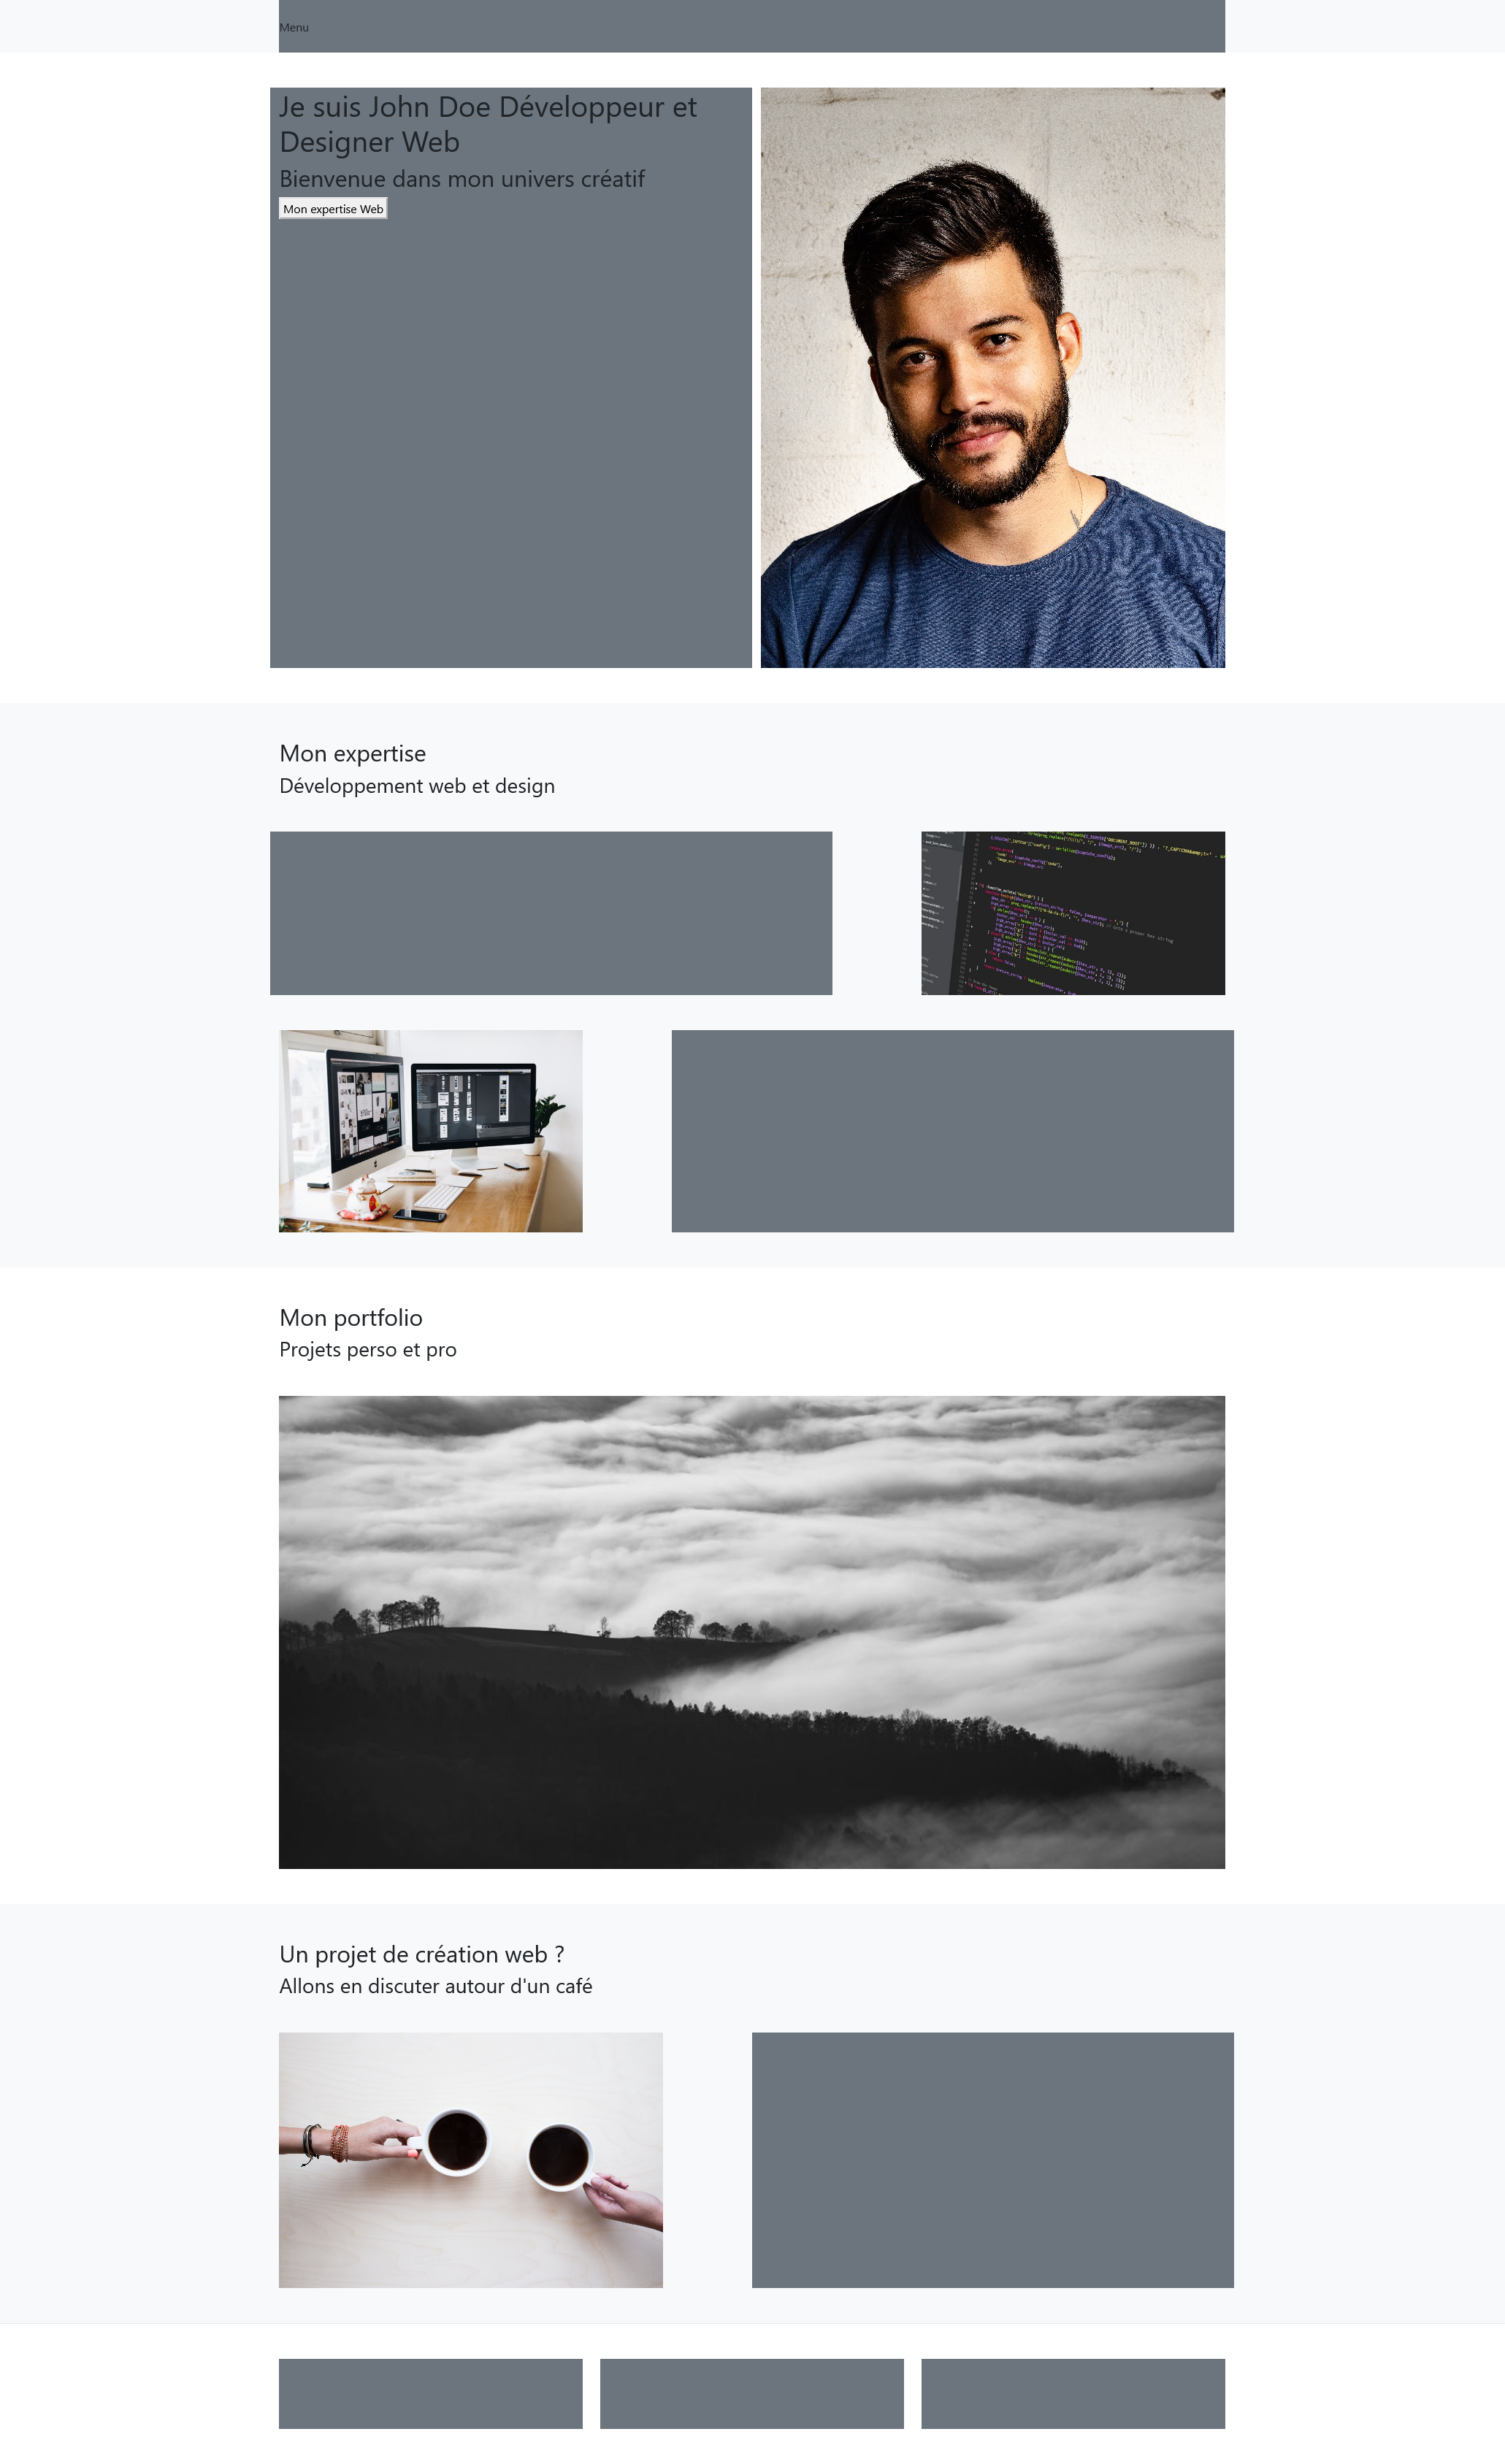 Menu
Je suis John Doe Développeur et
Designer Web
Bienvenue dans mon univers créatif
Mon expertise Web
Mon expertise
Développement web et design
Mon portfolio
Projets perso et pro
Un projet de création web ?
Allons en discuter autour d'un café